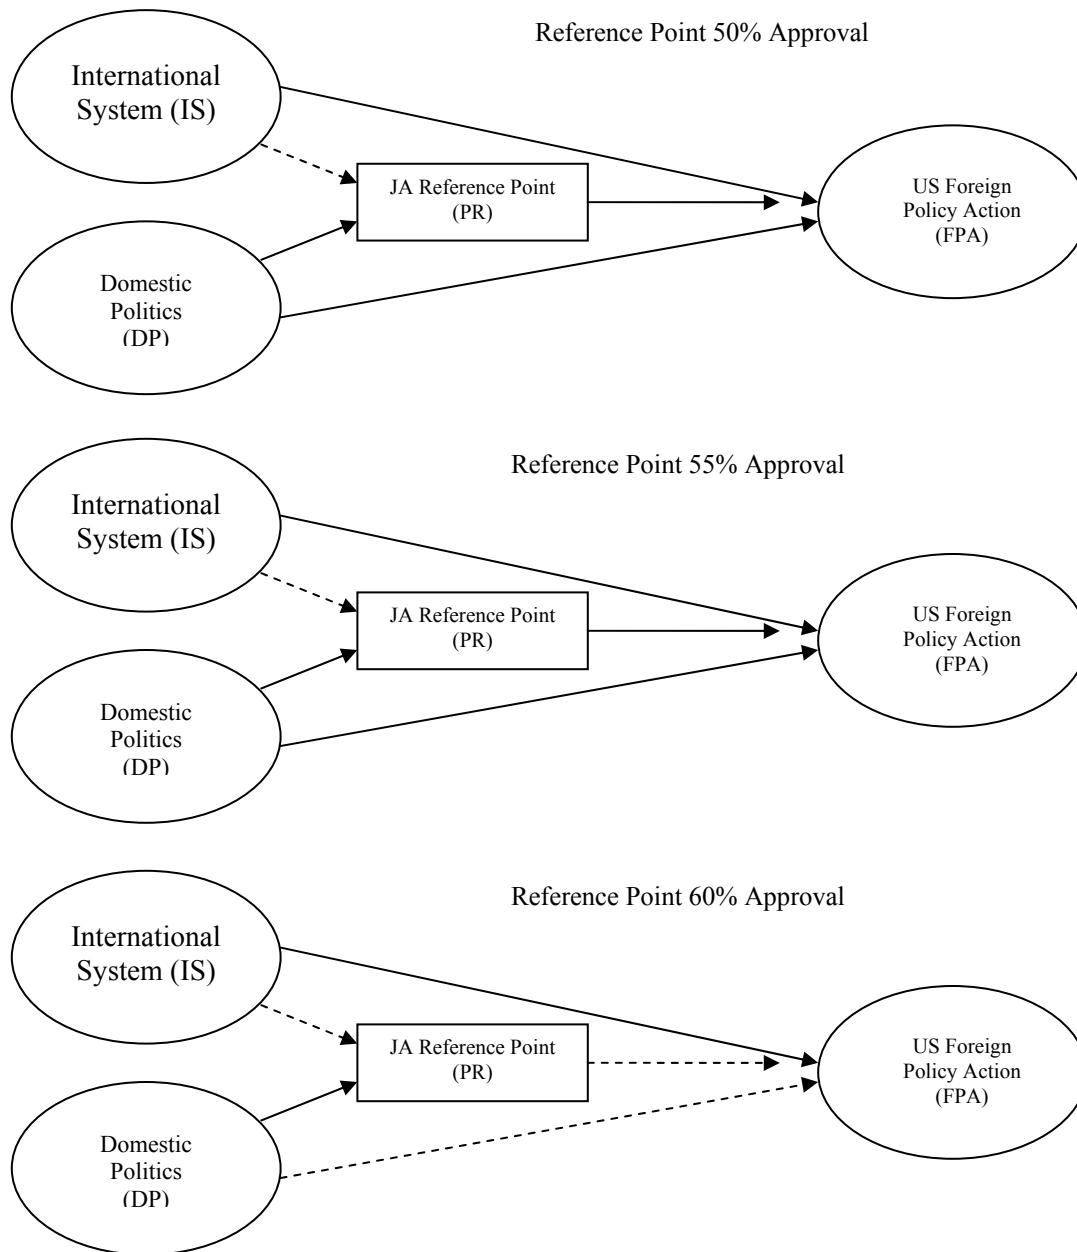 Reference Point 50% Approval
International
System (IS)
JA Reference Point
(PR)
US Foreign
Policy Action
(FPA)
Domestic
Politics
(DP)
Reference Point 55% Approval
International
System (IS)
JA Reference Point
(PR)
US Foreign
Policy Action
(FPA)
Domestic
Politics
(DP)
Reference Point 60% Approval
International
System (IS)
JA Reference Point
(PR)
US Foreign
Policy Action
(FPA)
Domestic
Politics
(DP)